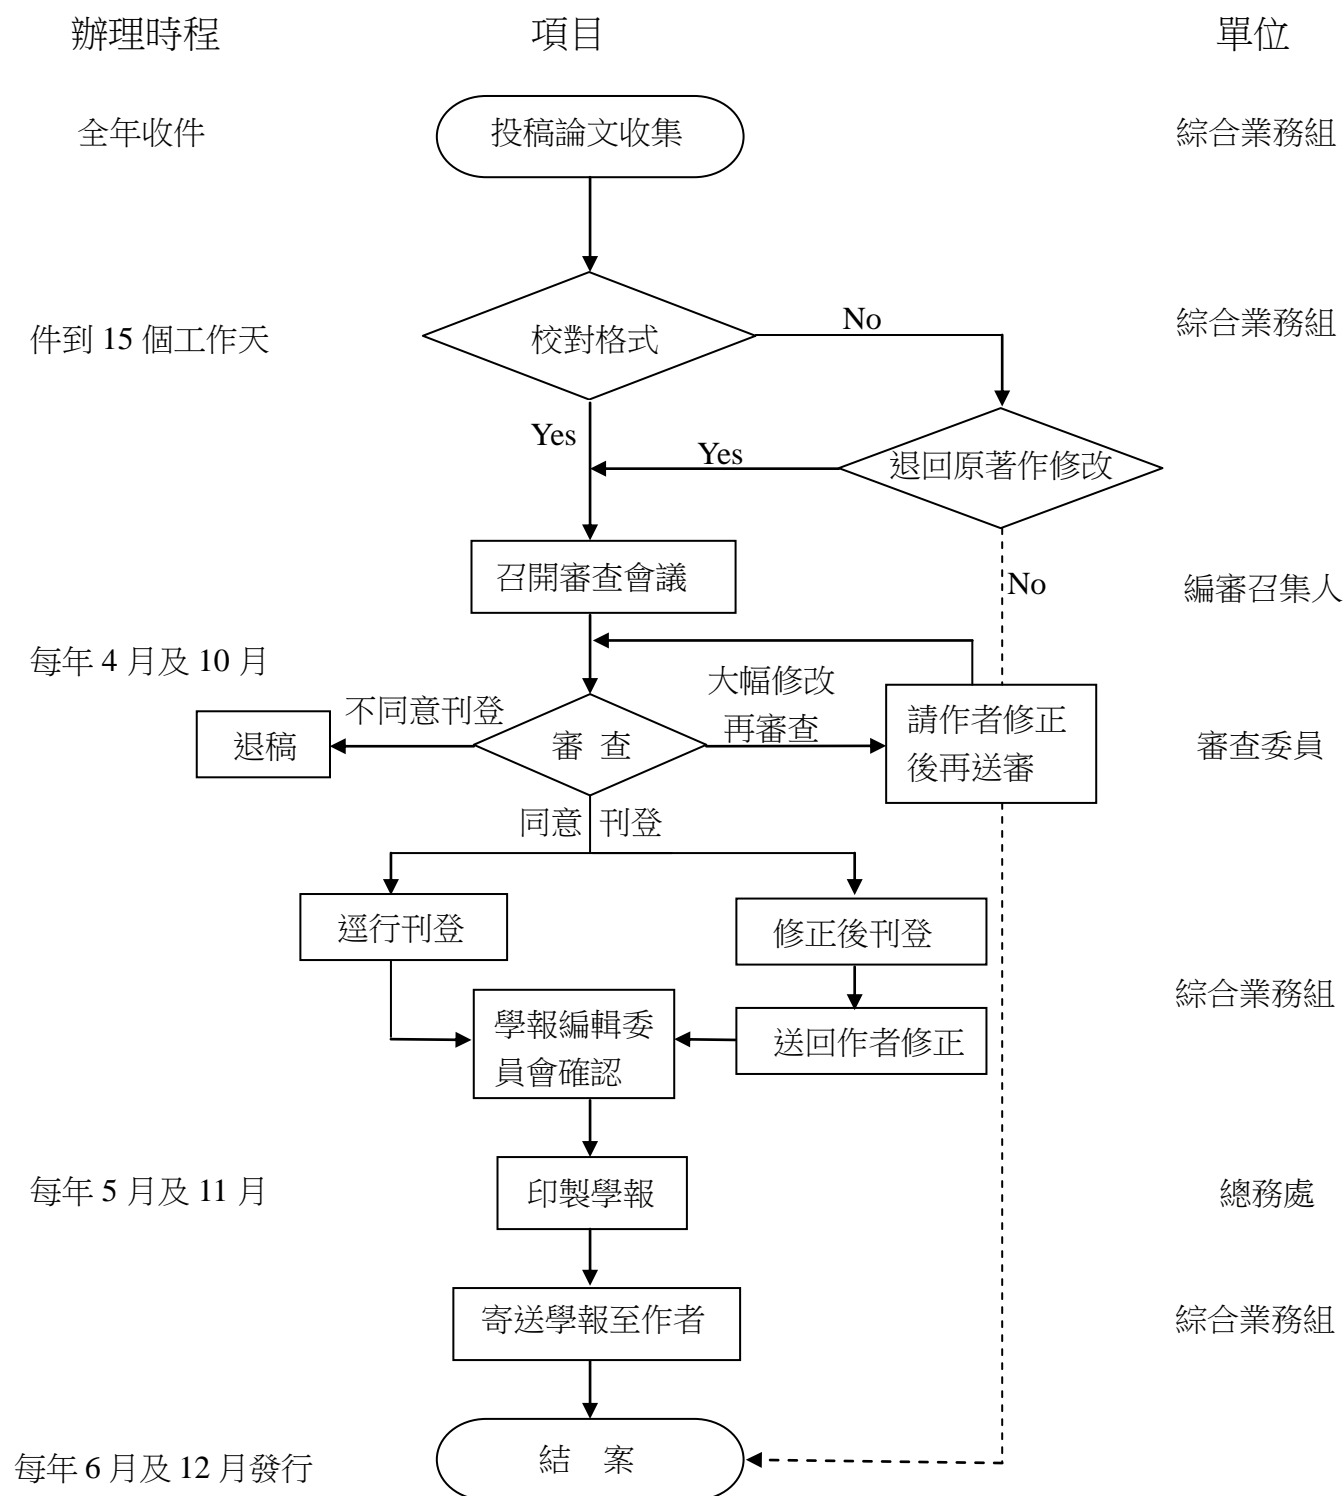 辦理時程
項目
單位
全年收件
投稿論文收集
綜合業務組
件到 15 個工作天
校對格式
No
綜合業務組
Yes
Yes
退回原著作修改
召開審查會議
No
編審召集人
每年 4 月及 10 月
不同意刊登
大幅修改
再審查
退稿
審 查
請作者修正
後再送審
審查委員
同意 刊登
逕行刊登
修正後刊登
綜合業務組
學報編輯委
員會確認
送回作者修正
每年 5 月及 11 月
印製學報
總務處
寄送學報至作者
綜合業務組
結 案
每年 6 月及 12 月發行